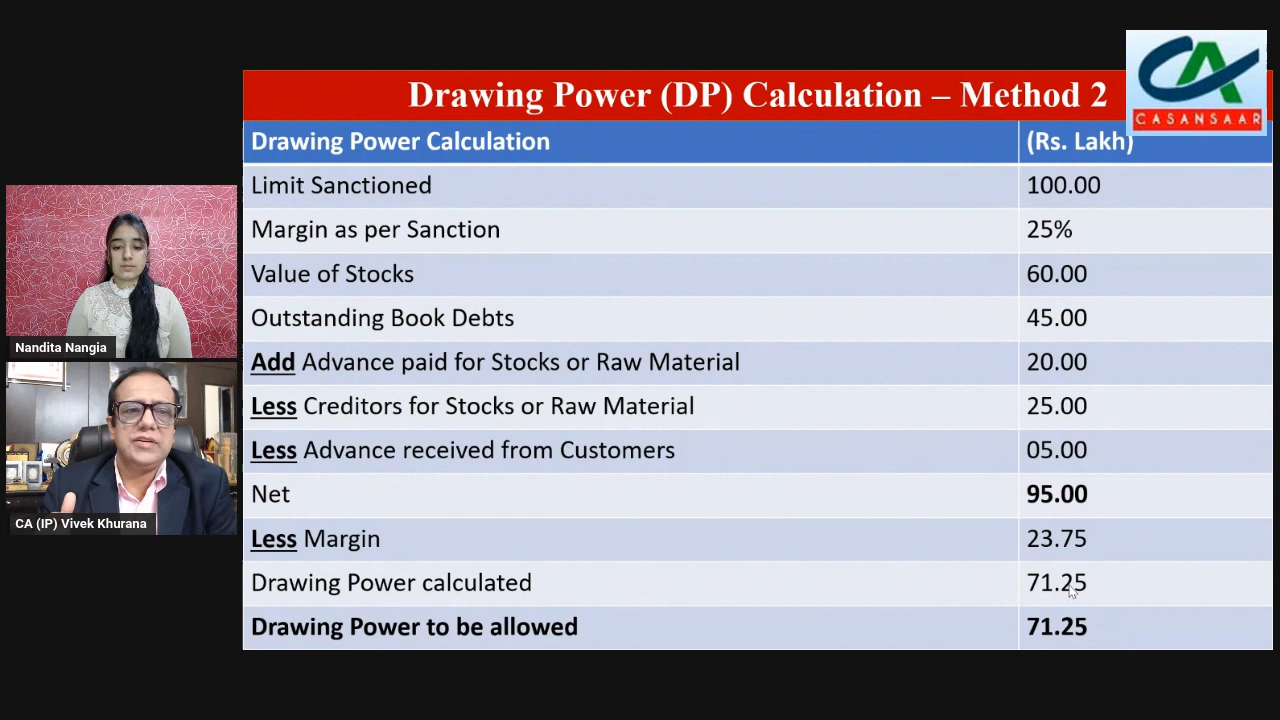 Drawing Power (DP) Calculation – Method 2
CASANSAAR
Drawing Power Calculation (Rs. Lakh)
Limit Sanctioned 100.00
Margin as per Sanction 25%
Value of Stocks 60.00
Outstanding Book Debts 45.00
Add Advance paid for Stocks or Raw Material 20.00
Less Creditors for Stocks or Raw Material 25.00
Less Advance received from Customers 05.00
Net 95.00
Less Margin 23.75
Drawing Power calculated 71.25
Drawing Power to be allowed 71.25
Nandita Nangia
CA (IP) Vivek Khurana